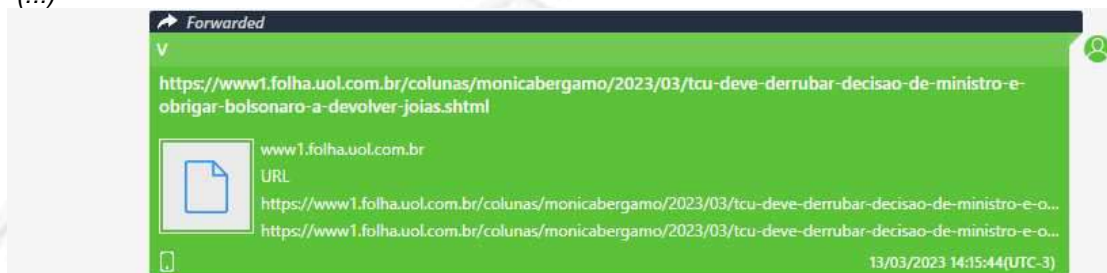 (...)
Forwarded
V
https://www1.folha.uol.com.br/colunas/monicabergamo/2023/03/tcu-deve-derrubar-decisao-de-ministro-e-
obrigar-bolsonaro-a-devolver-joias.shtml
www1.folha.uol.com.br
URL
https://www1.folha.uol.com.br/colunas/monicabergamo/2023/03/tcu-deve-derrubar-decisao-de-ministro-e-o...
https://www1.folha.uol.com.br/colunas/monicabergamo/2023/03/tcu-deve-derrubar-decisao-de-ministro-e-o...
13/03/2023 14:15:44(UTC-3)